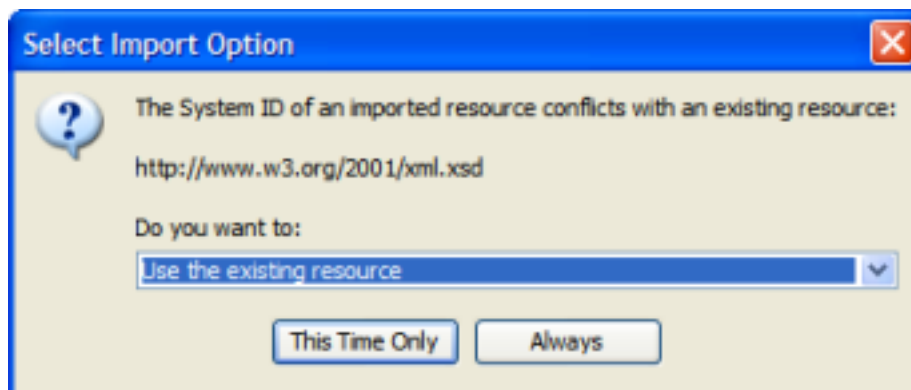 Select Import Option
The System ID of an imported resource conflicts with an existing resource:
http://www.w3.org/2001/xml.xsd
Do you want to:
Use the existing resource
This Time Only
Always